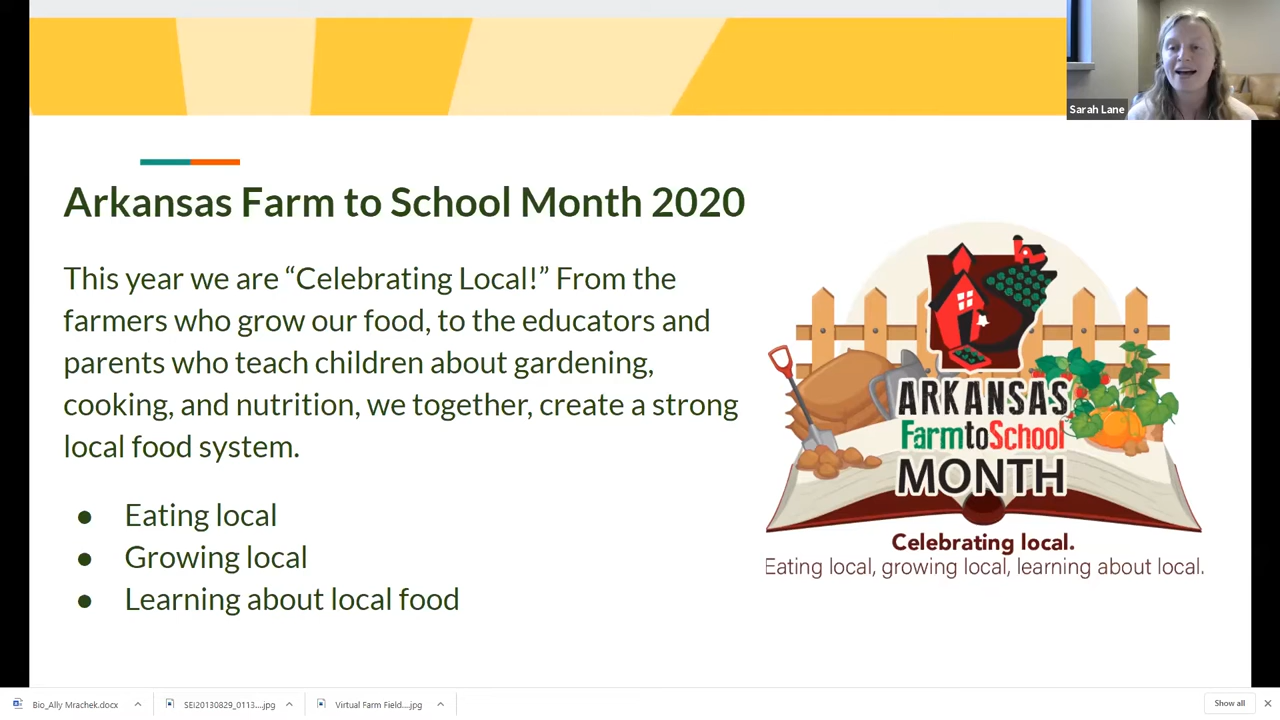 Sarah Lane
Arkansas Farm to School Month 2020
This year we are “Celebrating Local!” From the
farmers who grow our food, to the educators and
parents who teach children about gardening,
cooking, and nutrition, we together, create a strong
local food system.
● Eating local
● Growing local
● Learning about local food
ARKANSAS
FarmtoSchool
MONTH
Celebrating local.
Eating local, growing local, learning about local.
Bio_Ally Mrachek.docx
SEI20130829_0113....jpg
Virtual Farm Field....jpg
Show all